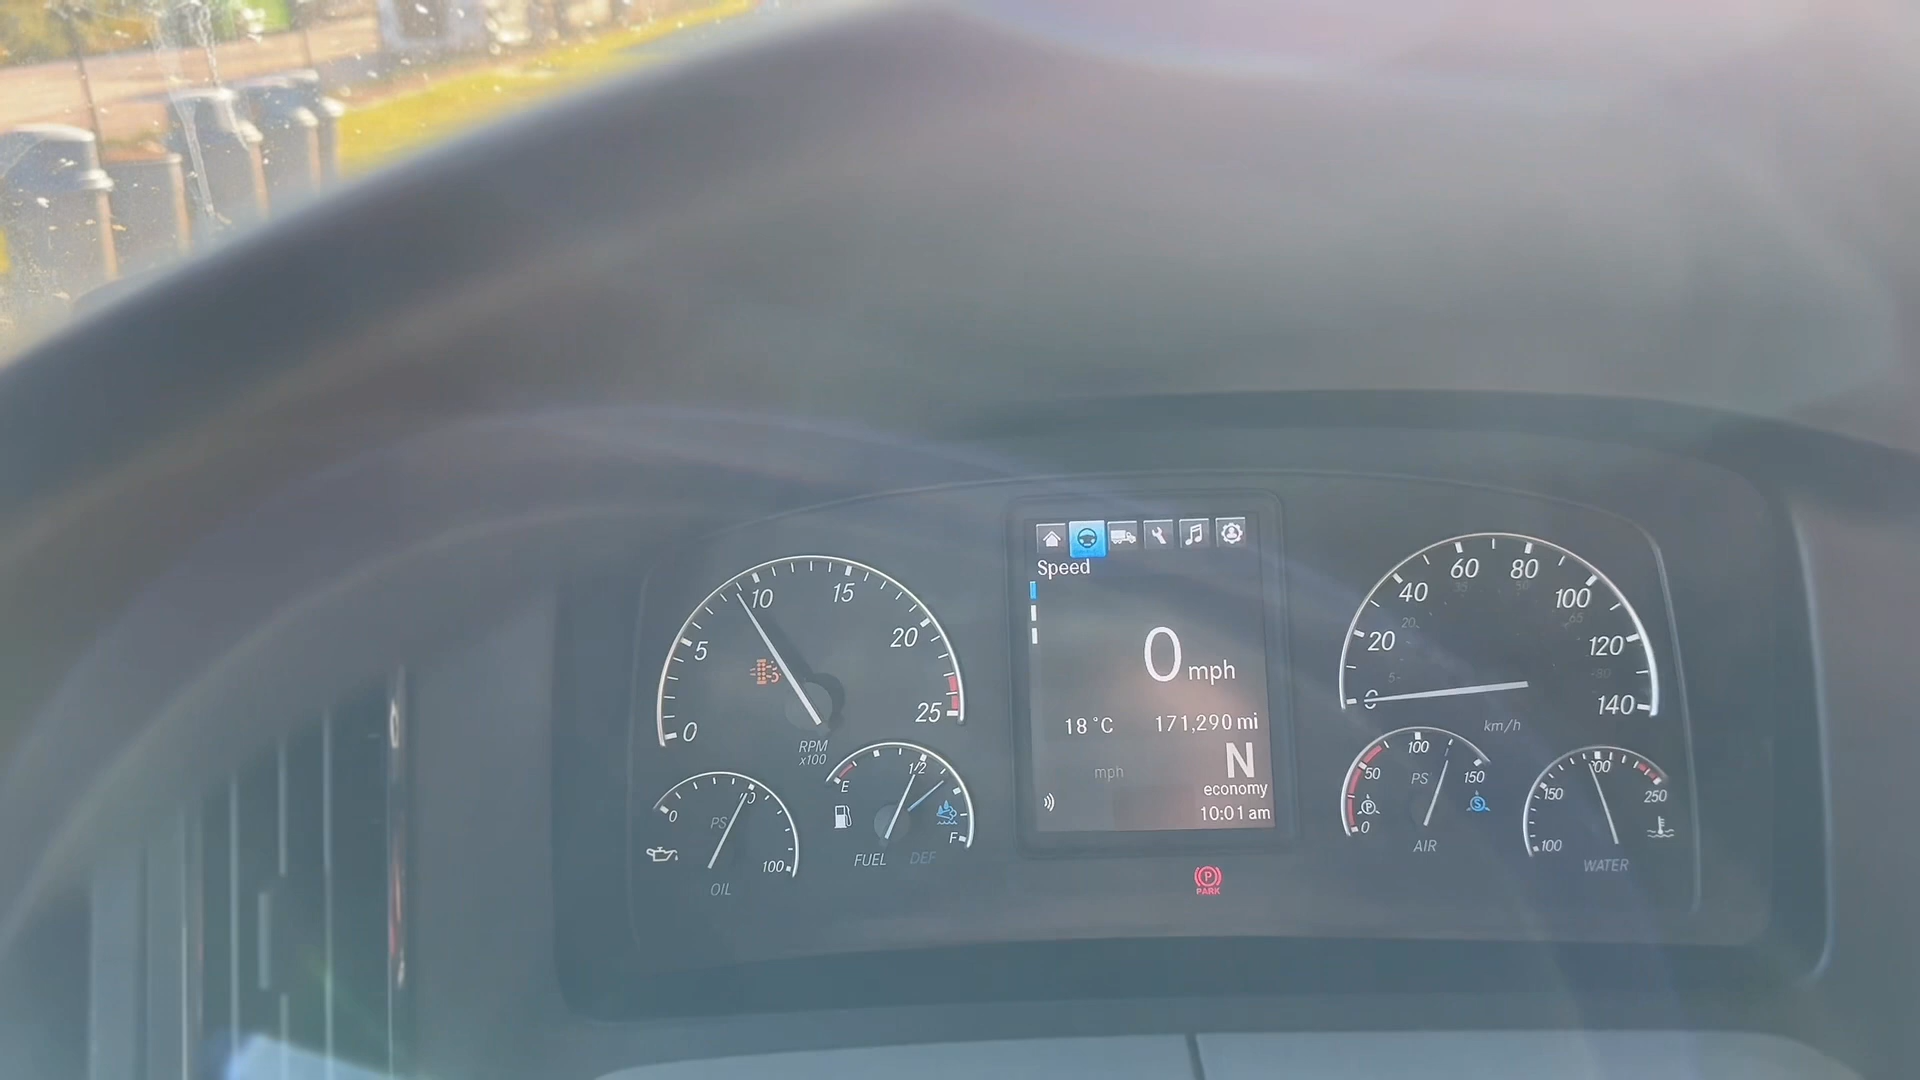 Speed
0 mph
18 °C 171,290 mi
mph
N
economy
10:01 am
0 5 10 15 20 25
RPM
x100
0 100
OIL
E 1/2 F
FUEL DEF
PARK
0 20 40 60 80 100 120 140
km/h
0 50 100 150
AIR
100 150 200 250
WATER